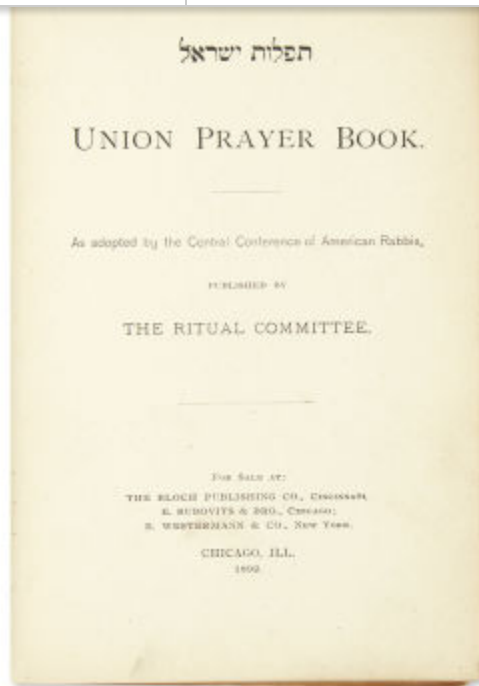 תפלות ישראל
UNION PRAYER BOOK.
As adopted by the Central Conference of American Rabbis,
PUBLISHED BY
THE RITUAL COMMITTEE.
FOR SALE AT:
THE BLOCH PUBLISHING CO., CINCINNATI,
E. RUBOVITS & BRO., CHICAGO;
B. WESTERMANN & CO., NEW YORK.
CHICAGO, ILL.
1892.